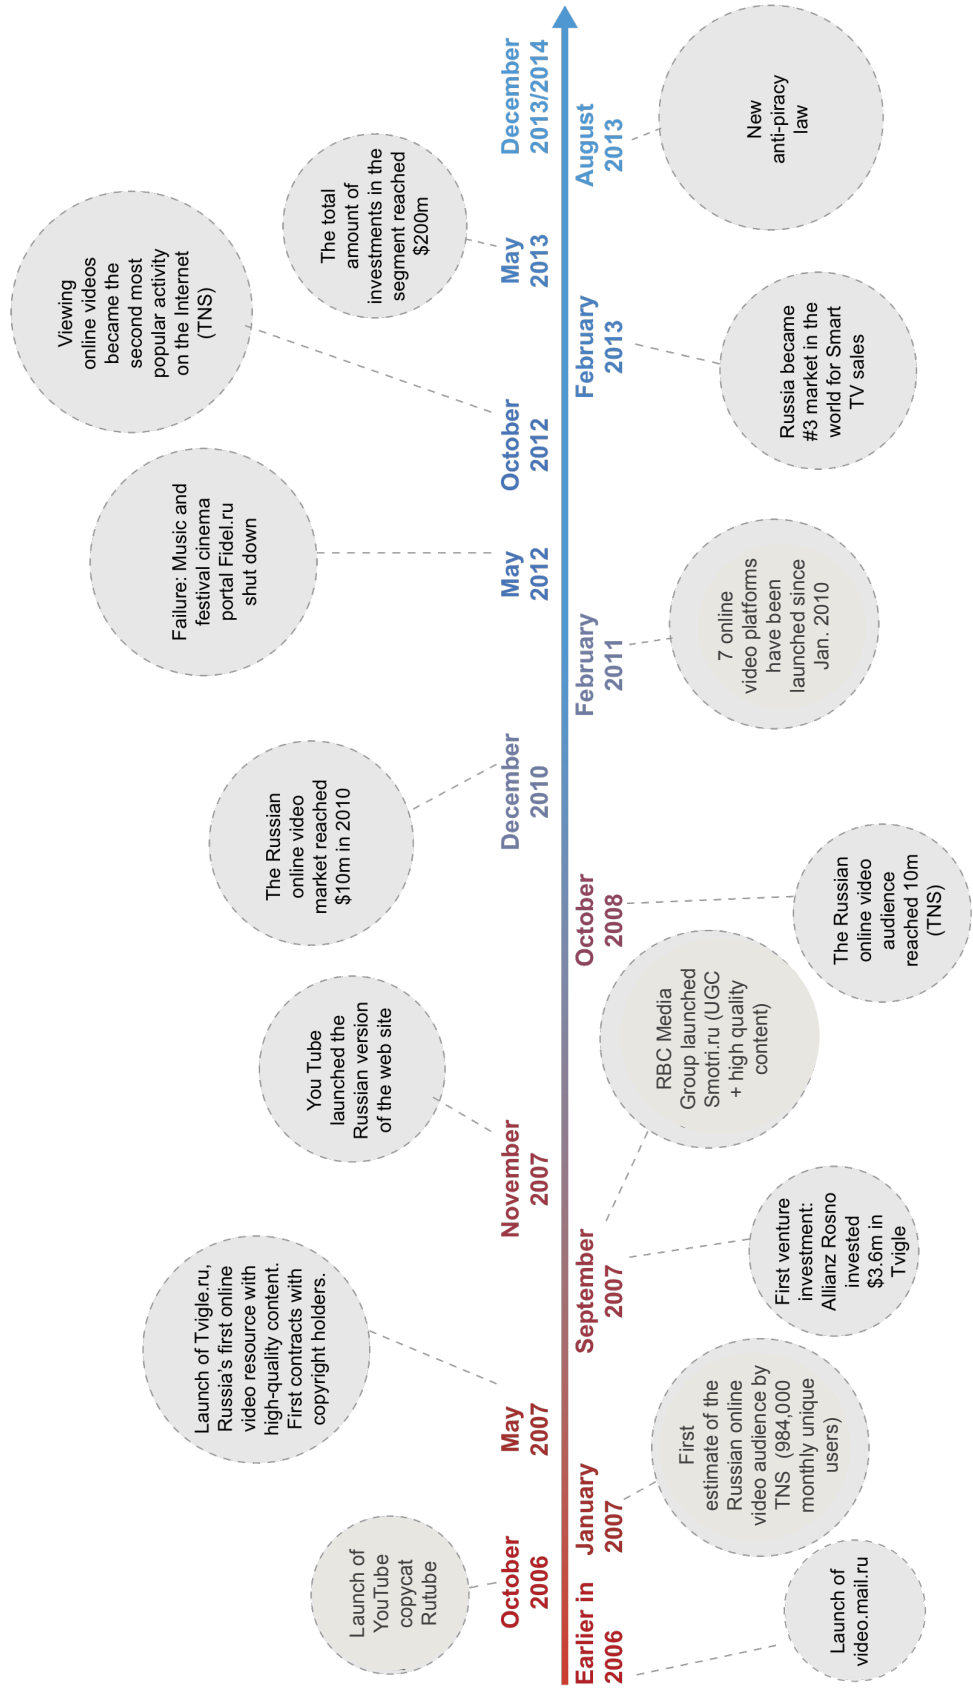 Earlier in
2006
Launch of
video.mail.ru
October
2006
Launch of
YouTube
copycat
Rutube
January
2007
First
estimate of the
Russian online
video audience by
TNS (984,000
monthly unique
users)
May
2007
Launch of Tvigle.ru,
Russia's first online
video resource with
high-quality content.
First contracts with
copyright holders.
September
2007
First venture
investment:
Allianz Rosno
invested
$3.6m in
Tvigle
RBC Media
Group launched
Smotri.ru (UGC
+ high quality
content)
November
2007
You Tube
launched the
Russian version
of the web site
October
2008
The Russian
online video
audience
reached 10m
(TNS)
December
2010
The Russian
online video
market reached
$10m in 2010
February
2011
7 online
video platforms
have been
launched since
Jan. 2010
May
2012
Failure: Music and
festival cinema
portal Fidel.ru
shut down
October
2012
Viewing
online videos
became the
second most
popular activity
on the Internet
(TNS)
February
2013
Russia became
#3 market in the
world for Smart
TV sales
May
2013
The total
amount of
investments in the
segment reached
$200m
August
2013
New
anti-piracy
law
December
2013/2014